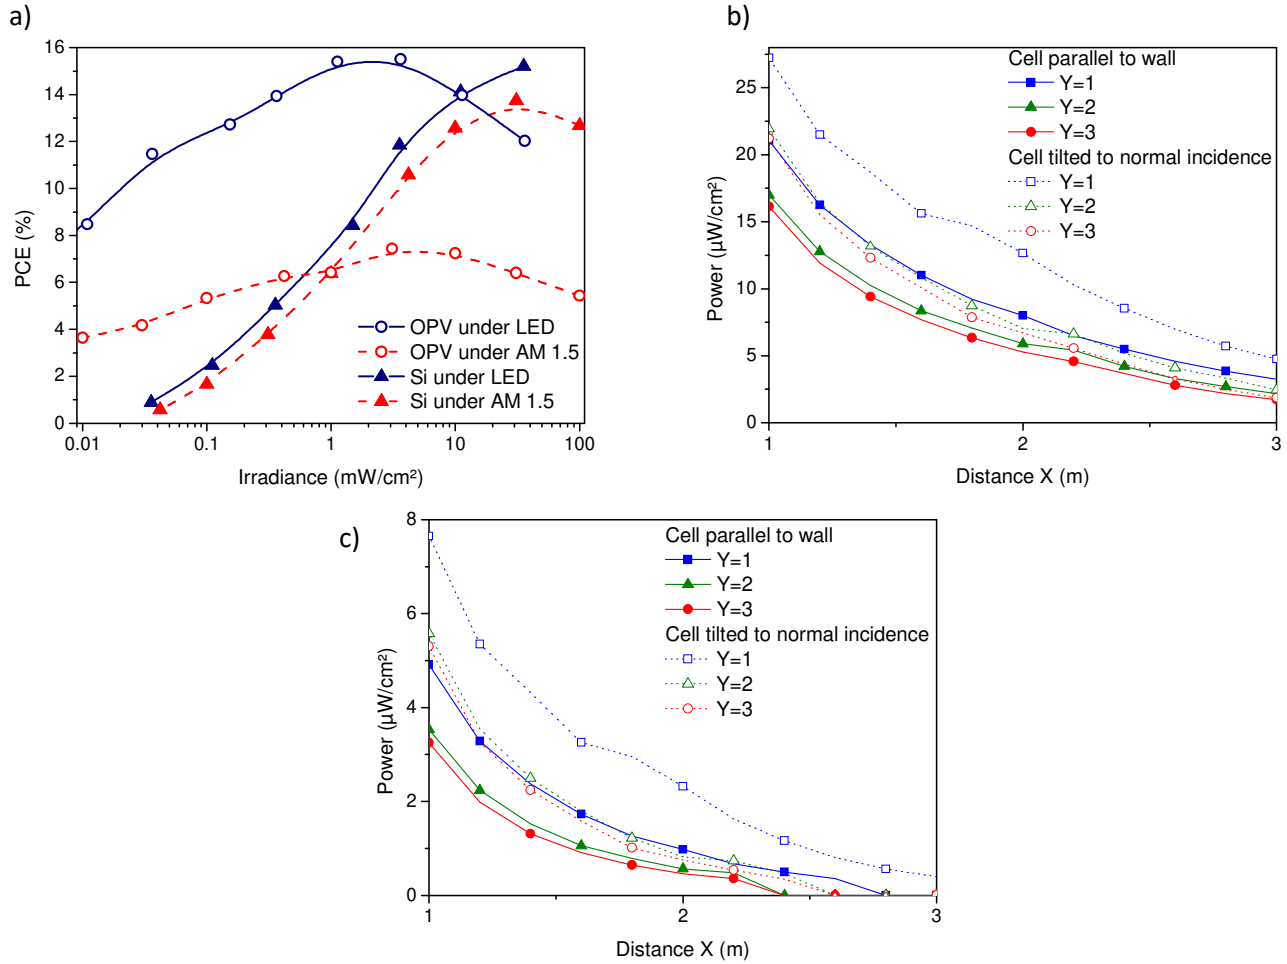 a)
PCE (%)
16
14
12
10
8
6
4
2
0
0.01
0.1
1
10
100
Irradiance (mW/cm²)
OPV under LED
OPV under AM 1.5
Si under LED
Si under AM 1.5
b)
Power (µW/cm²)
25
20
15
10
5
0
1
2
3
Distance X (m)
Cell parallel to wall
Y=1
Y=2
Y=3
Cell tilted to normal incidence
Y=1
Y=2
Y=3
c)
Power (µW/cm²)
8
6
4
2
0
1
2
3
Distance X (m)
Cell parallel to wall
Y=1
Y=2
Y=3
Cell tilted to normal incidence
Y=1
Y=2
Y=3